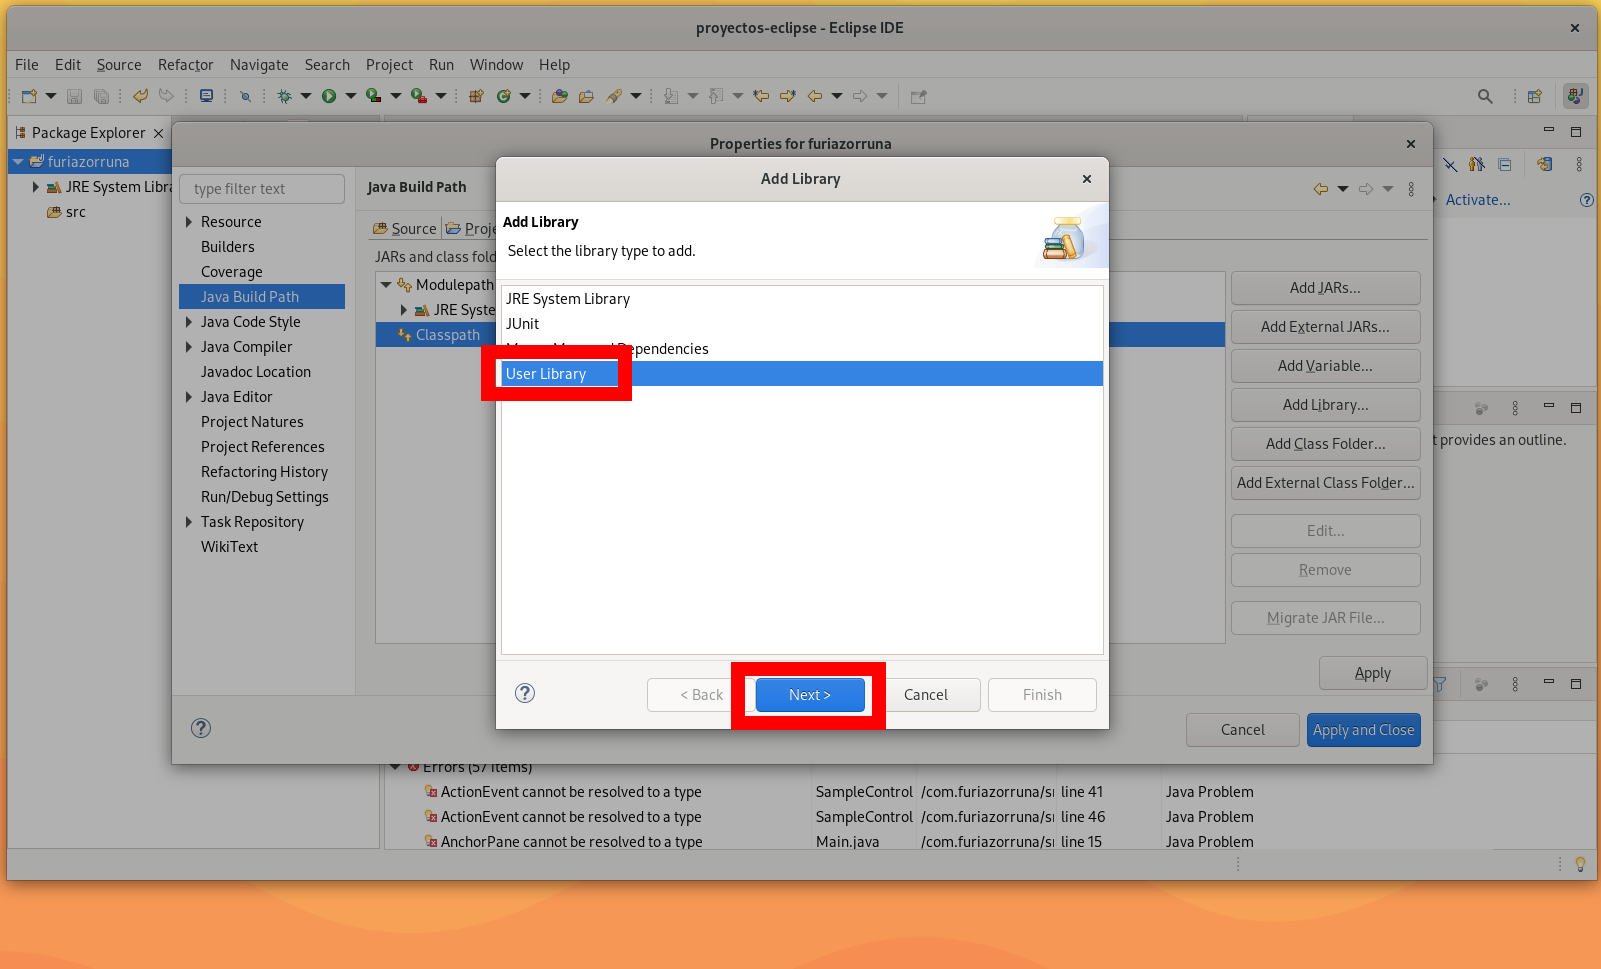 proyectos-eclipse - Eclipse IDE
File Edit Source Refactor Navigate Search Project Run Window Help
Package Explorer
furiazorruna
JRE System Libra
src
Properties for furiazorruna
type filter text
Resource
Builders
Coverage
Java Build Path
Java Code Style
Java Compiler
Javadoc Location
Java Editor
Project Natures
Project References
Refactoring History
Run/Debug Settings
Task Repository
WikiText
Java Build Path
Source Proje
JARs and class fold
Modulepath
JRE Syste
Classpath
Add Library
Add Library
Select the library type to add.
JRE System Library
JUnit
Dependencies
User Library
< Back Next > Cancel Finish
Add JARs...
Add External JARs...
Add Variable...
Add Library...
Add Class Folder...
Add External Class Folder...
Edit...
Remove
Migrate JAR File...
Apply
Cancel Apply and Close
Activate...
t provides an outline.
Errors (57 items)
ActionEvent cannot be resolved to a type SampleControl /com.furiazorruna/sr line 41 Java Problem
ActionEvent cannot be resolved to a type SampleControl /com.furiazorruna/sr line 46 Java Problem
AnchorPane cannot be resolved to a type Main.java /com.furiazorruna/sr line 15 Java Problem